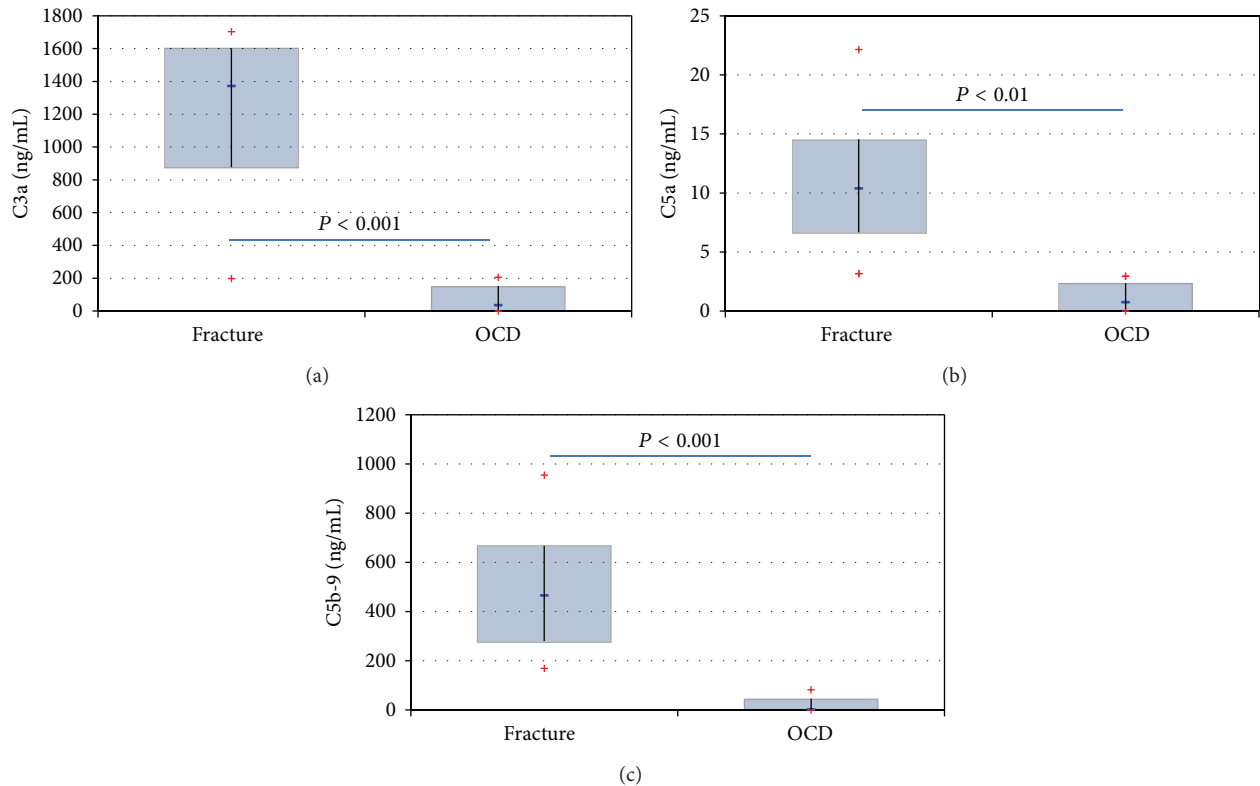 1800
1600
1400
1200
1000
800
600
400
200
0
C3a (ng/mL)
P < 0.001
Fracture
OCD
(a)
25
20
15
10
5
0
C5a (ng/mL)
P < 0.01
Fracture
OCD
(b)
1200
1000
800
600
400
200
0
C5b-9 (ng/mL)
P < 0.001
Fracture
OCD
(c)